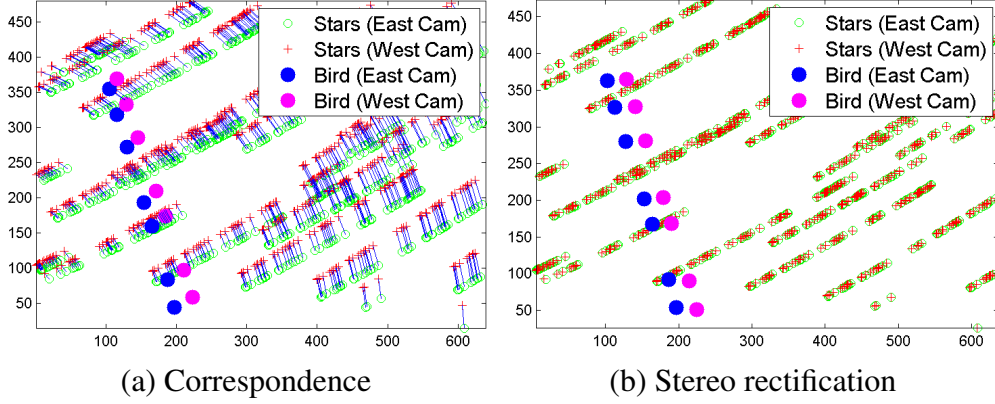 450
400
350
300
250
200
150
100
50
100 200 300 400 500 600
Stars (East Cam)
Stars (West Cam)
Bird (East Cam)
Bird (West Cam)
(a) Correspondence
450
400
350
300
250
200
150
100
50
100 200 300 400 500 600
Stars (East Cam)
Stars (West Cam)
Bird (East Cam)
Bird (West Cam)
(b) Stereo rectification